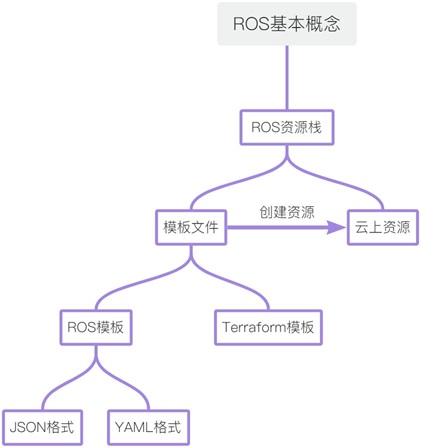 ROS基本概念
ROS资源栈
创建资源
模板文件
云上资源
ROS模板
Terraform模板
JSON格式
YAML格式